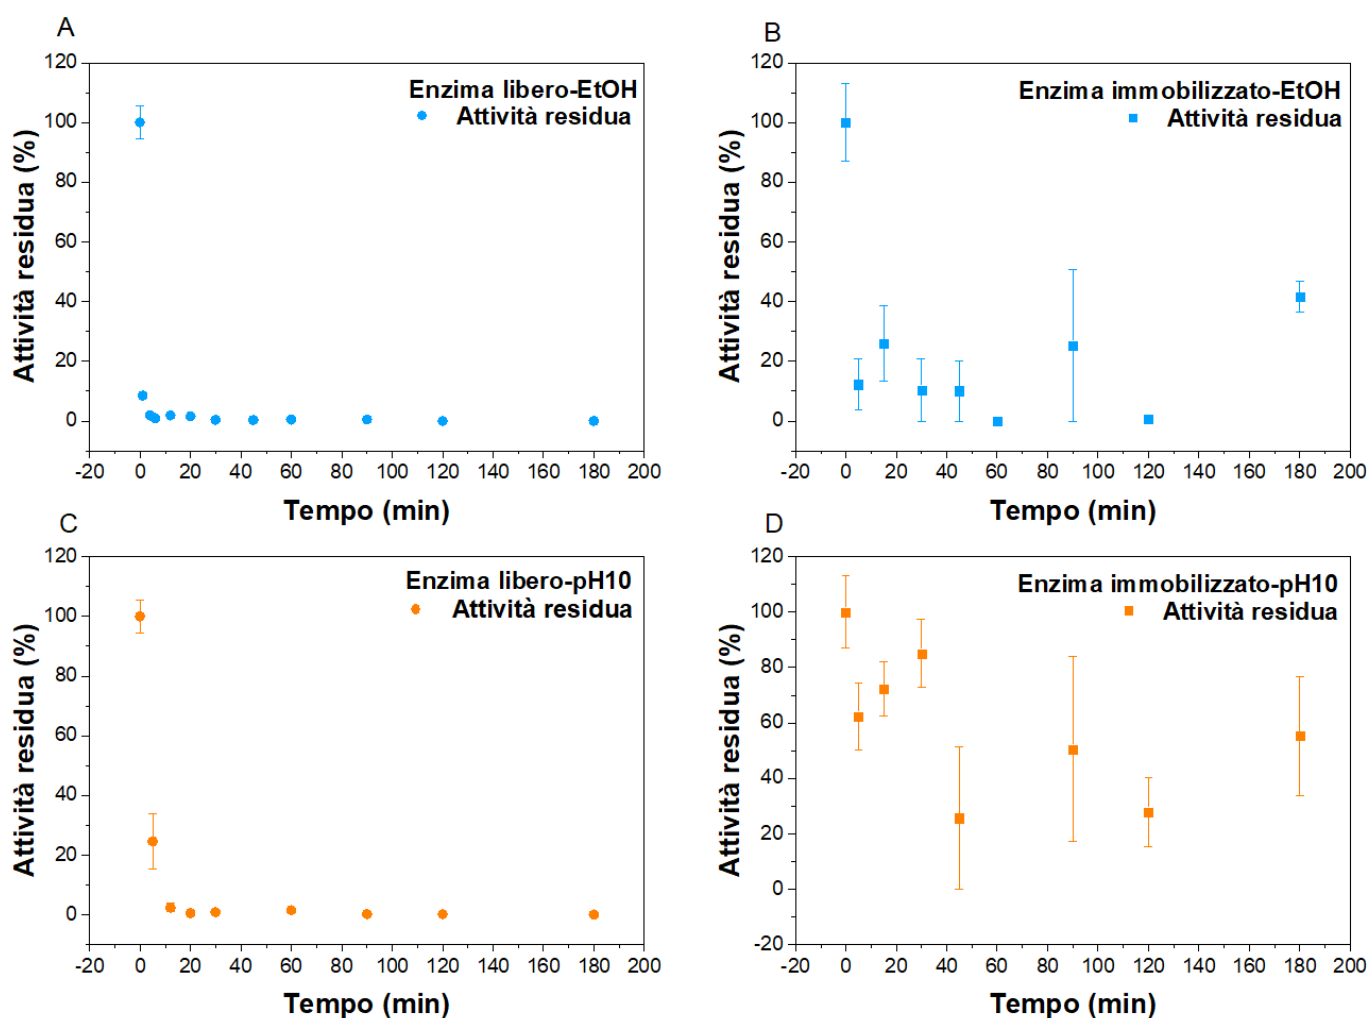 A
Attività residua (%)
120
100
80
60
40
20
0
Enzima libero-EtOH
Attività residua
-20 0 20 40 60 80 100 120 140 160 180 200
Tempo (min)
B
Attività residua (%)
120
100
80
60
40
20
0
Enzima immobilizzato-EtOH
Attività residua
-20 0 20 40 60 80 100 120 140 160 180 200
Tempo (min)
C
Attività residua (%)
120
100
80
60
40
20
0
Enzima libero-pH10
Attività residua
-20 0 20 40 60 80 100 120 140 160 180 200
Tempo (min)
D
Attività residua (%)
120
100
80
60
40
20
0
-20
Enzima immobilizzato-pH10
Attività residua
-20 0 20 40 60 80 100 120 140 160 180 200
Tempo (min)